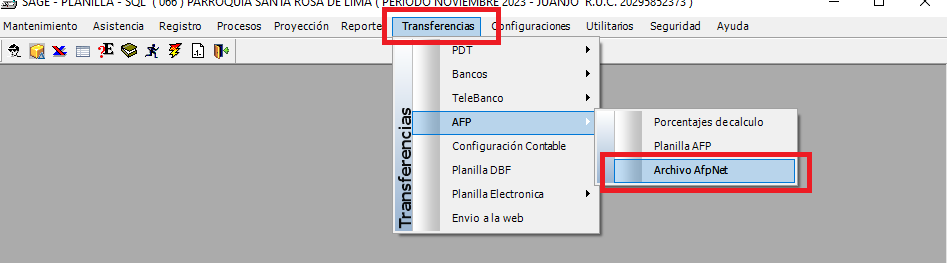 SAGE - PLANILLA - SQL ( 066 ) PARROQUIA SANTA ROSA DE LIMA ( PERIODO NOVIEMBRE 2023 - JUANJO R.U.C. 20295852373 )
Mantenimiento Asistencia Registro Procesos Proyección Reporte Transferencias Configuraciones Utilitarios Seguridad Ayuda
Transferencias
PDT
Bancos
TeleBanco
AFP
Configuración Contable
Planilla DBF
Planilla Electronica
Envio a la web
Porcentajes de calculo
Planilla AFP
Archivo AfpNet